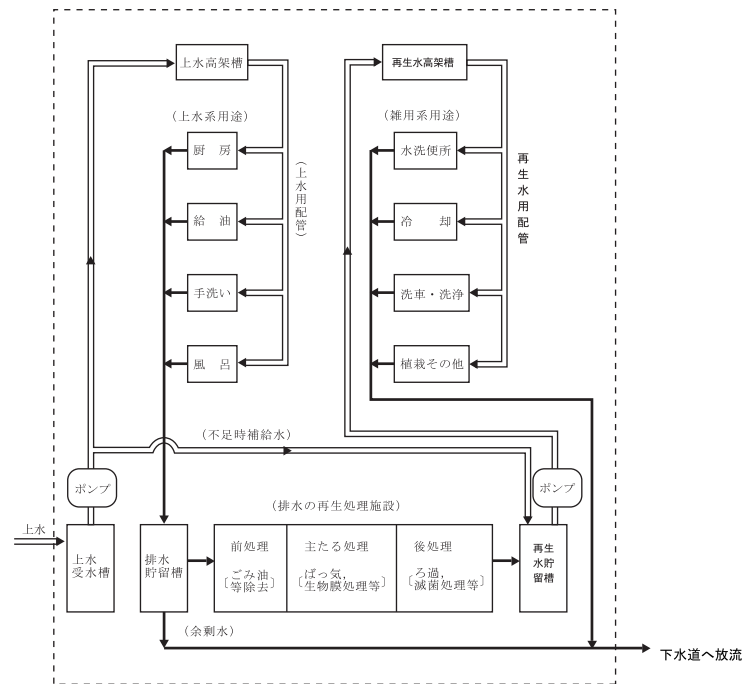 上水高架槽
再生水高架槽
(上水系用途)
(雑用系用途)
厨　房
給　油
手洗い
風　呂
(上水用配管)
水洗便所
冷　却
洗車・洗浄
植栽その他
再生水用配管
(不足時補給水)
ポンプ
ポンプ
(排水の再生処理施設)
上水
上水
受水槽
排水
貯留槽
前処理
〔ごみ油
等除去〕
主たる処理
〔ばっ気，
生物膜処理等〕
後処理
〔ろ過，
滅菌処理等〕
再生
水貯
留槽
(余剰水)
下水道へ放流